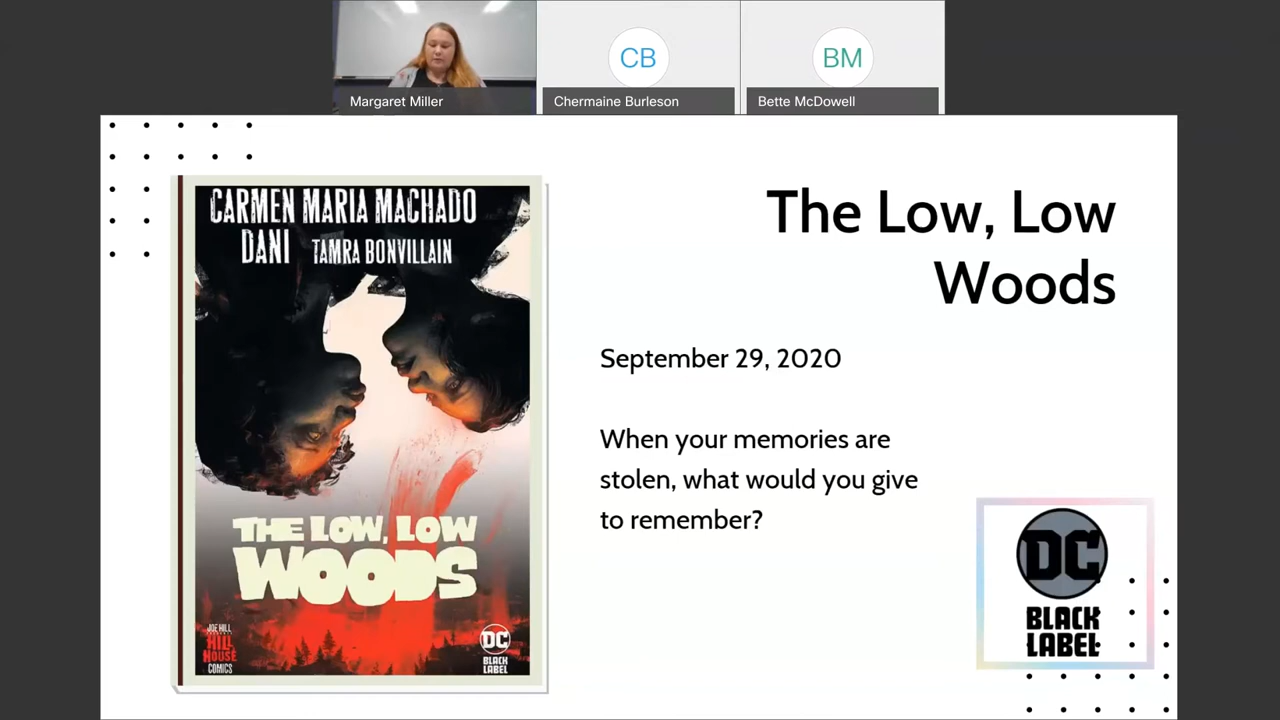 CB
BM
Margaret Miller
Chermaine Burleson
Bette McDowell
CARMEN MARIA MACHADO
DANI TAMRA BONVILLAIN
THE LOW, LOW
WOODS
JOE HILL
HILL
HOUSE
COMICS
DC
BLACK
LABEL
The Low, Low
Woods
September 29, 2020
When your memories are
stolen, what would you give
to remember?
DC
BLACK
LABEL